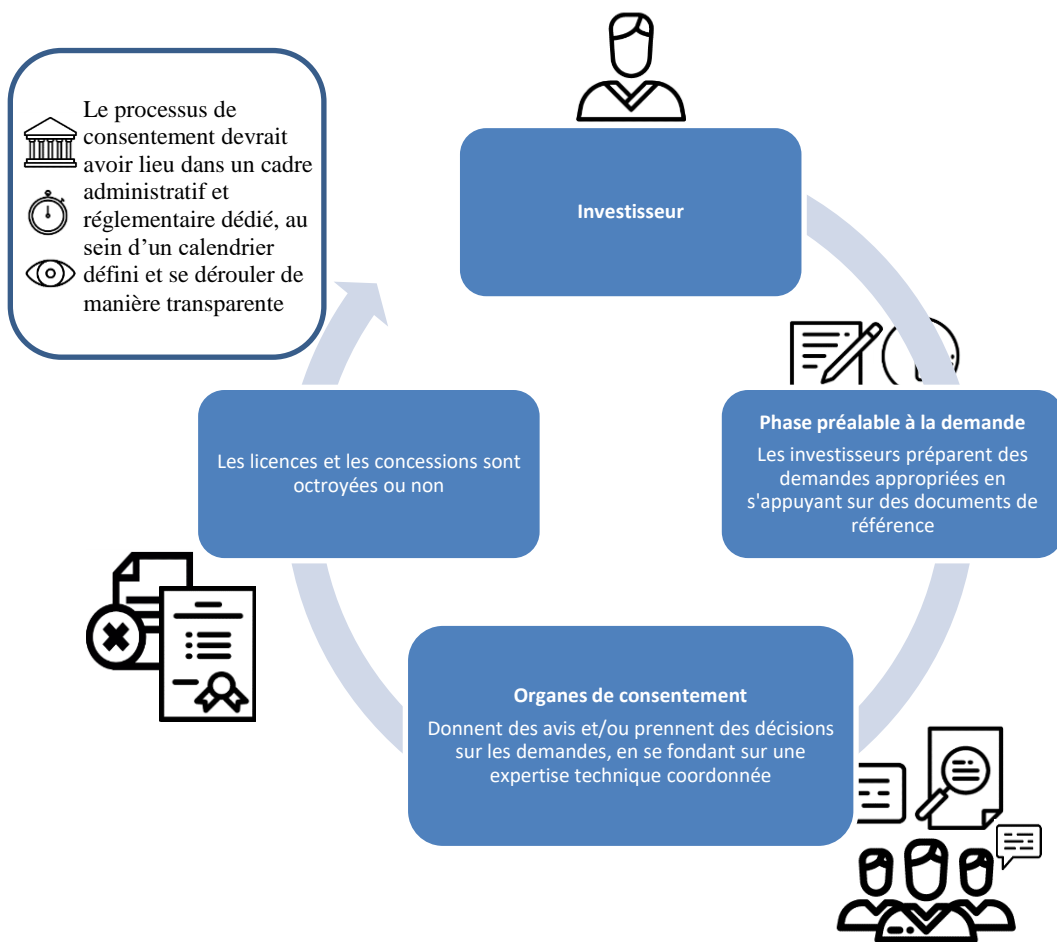 Le processus de
consentement devrait
avoir lieu dans un cadre
administratif et
réglementaire dédié, au
sein d’un calendrier
défini et se dérouler de
manière transparente
Investisseur
Phase préalable à la demande
Les investisseurs préparent des
demandes appropriées en
s'appuyant sur des documents de
référence
Organes de consentement
Donnent des avis et/ou prennent des décisions
sur les demandes, en se fondant sur une
expertise technique coordonnée
Les licences et les concessions sont
octroyées ou non